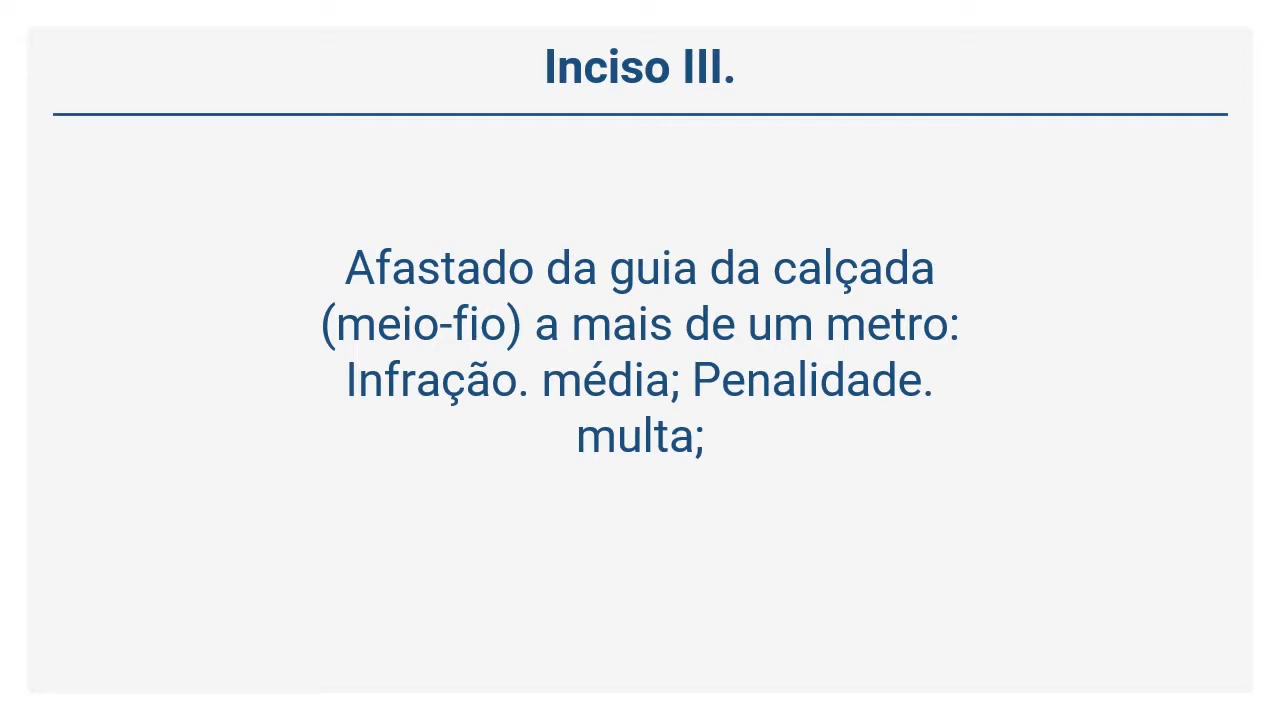 Inciso III.
Afastado da guia da calçada
(meio-fio) a mais de um metro:
Infração. média; Penalidade.
multa;